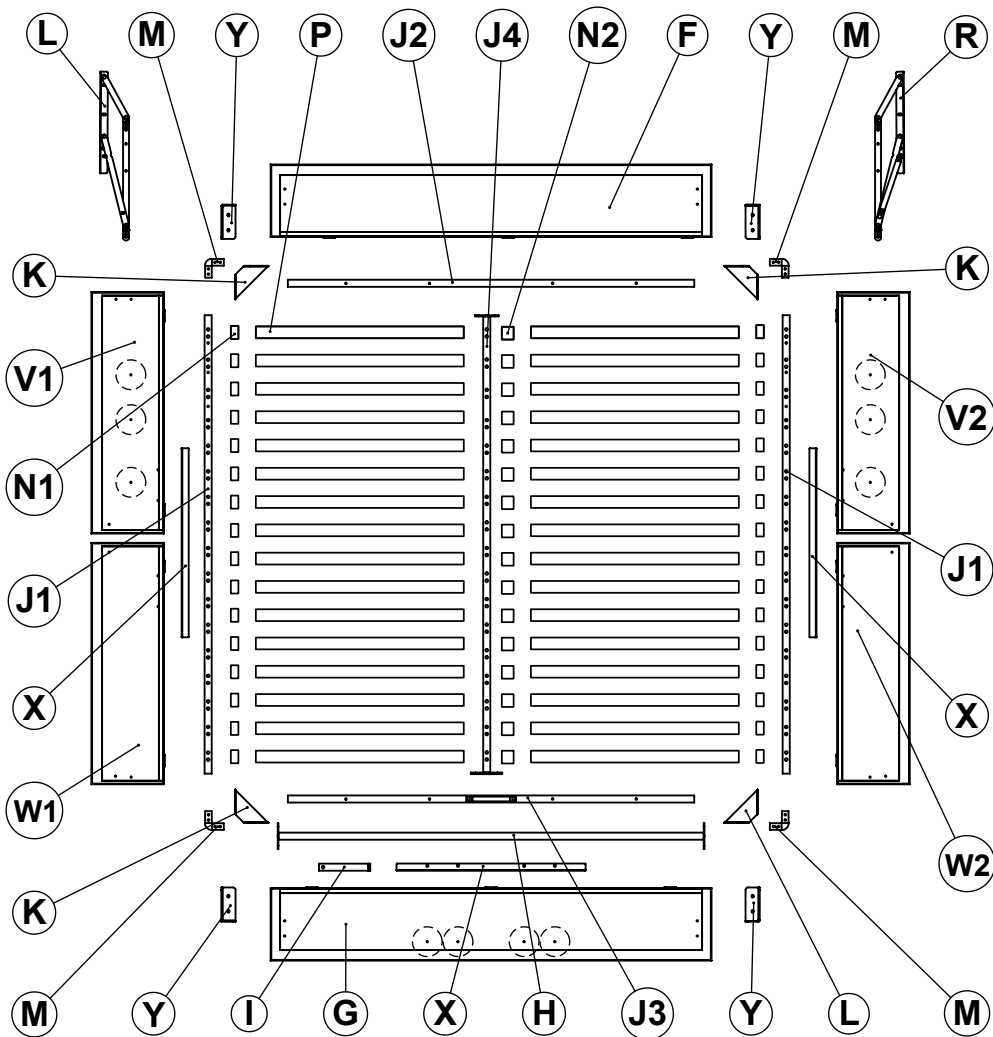 L M Y P J2 J4 N2 F Y M R
K K
V1 V2
N1
J1 J1
X X
W1 W2
K
M Y I G X H J3 Y L M